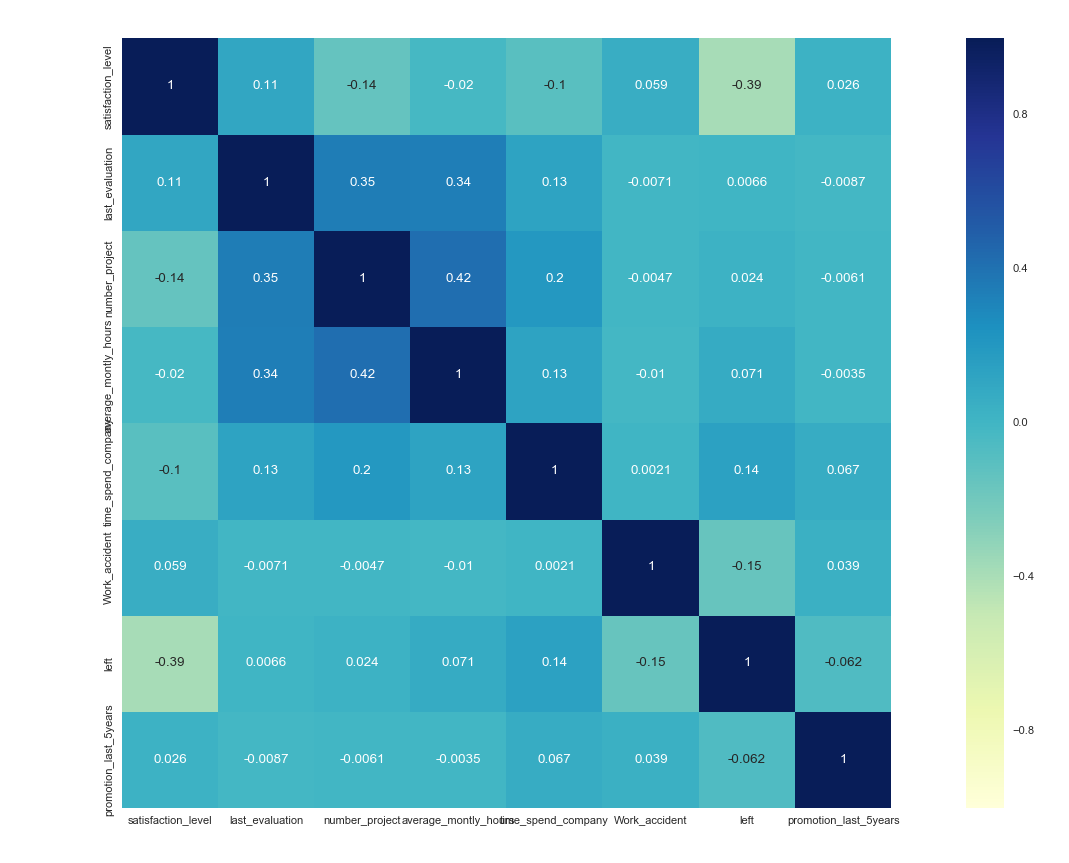 satisfaction_level 1 0.11 -0.14 -0.02 -0.1 0.059 -0.39 0.026
last_evaluation 0.11 1 0.35 0.34 0.13 -0.0071 0.0066 -0.0087
number_project -0.14 0.35 1 0.42 0.2 -0.0047 0.024 -0.0061
average_montly_hours -0.02 0.34 0.42 1 0.13 -0.01 0.071 -0.0035
time_spend_company -0.1 0.13 0.2 0.13 1 0.0021 0.14 0.067
Work_accident 0.059 -0.0071 -0.0047 -0.01 0.0021 1 -0.15 0.039
left -0.39 0.0066 0.024 0.071 0.14 -0.15 1 -0.062
promotion_last_5years 0.026 -0.0087 -0.0061 -0.0035 0.067 0.039 -0.062 1
satisfaction_level last_evaluation number_project average_montly_hours time_spend_company Work_accident left promotion_last_5years
0.8
0.4
0.0
−0.4
−0.8